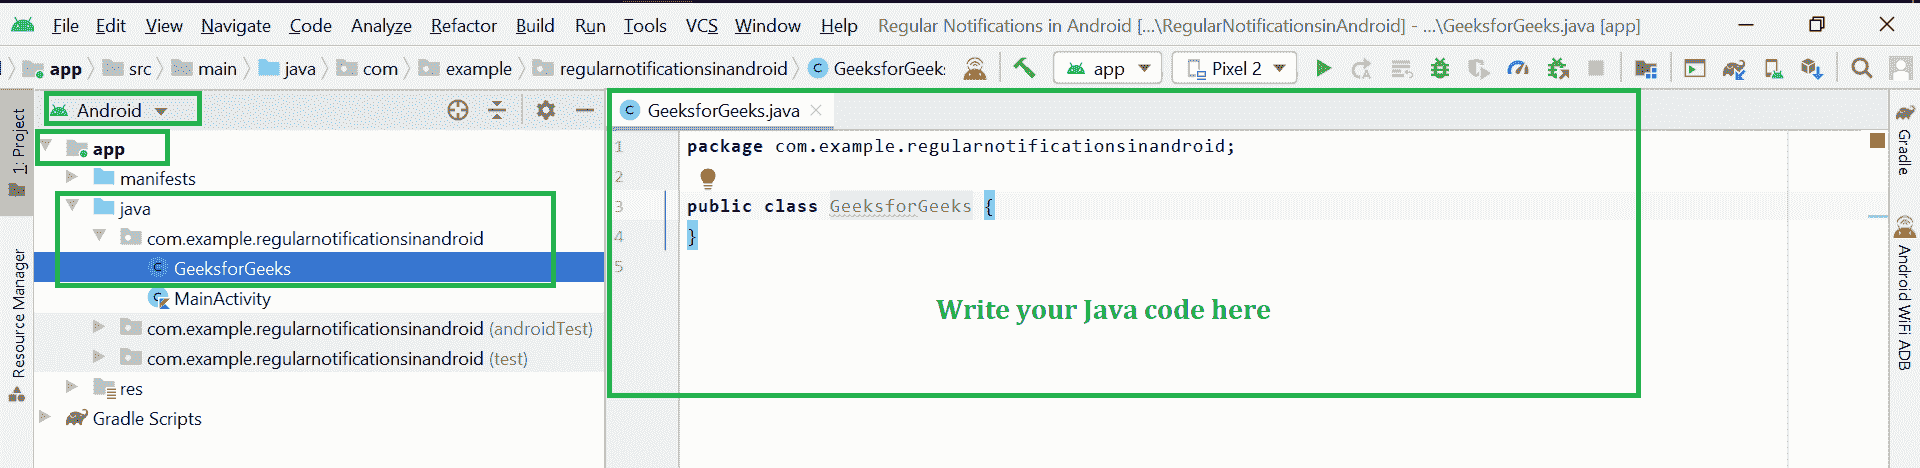 File Edit View Navigate Code Analyze Refactor Build Run Tools VCS Window Help Regular Notifications in Android [...\RegularNotificationsinAndroid] - ...\GeeksforGeeks.java [app]
app src main java com example regularnotificationsinandroid GeeksforGeeks app Pixel 2
1: Project
Resource Manager
Android
app
manifests
java
com.example.regularnotificationsinandroid
GeeksforGeeks
MainActivity
com.example.regularnotificationsinandroid (androidTest)
com.example.regularnotificationsinandroid (test)
res
Gradle Scripts
GeeksforGeeks.java
1 package com.example.regularnotificationsinandroid;
2
3 public class GeeksforGeeks {
4 }
5
Write your Java code here
Gradle
Android WiFi ADB